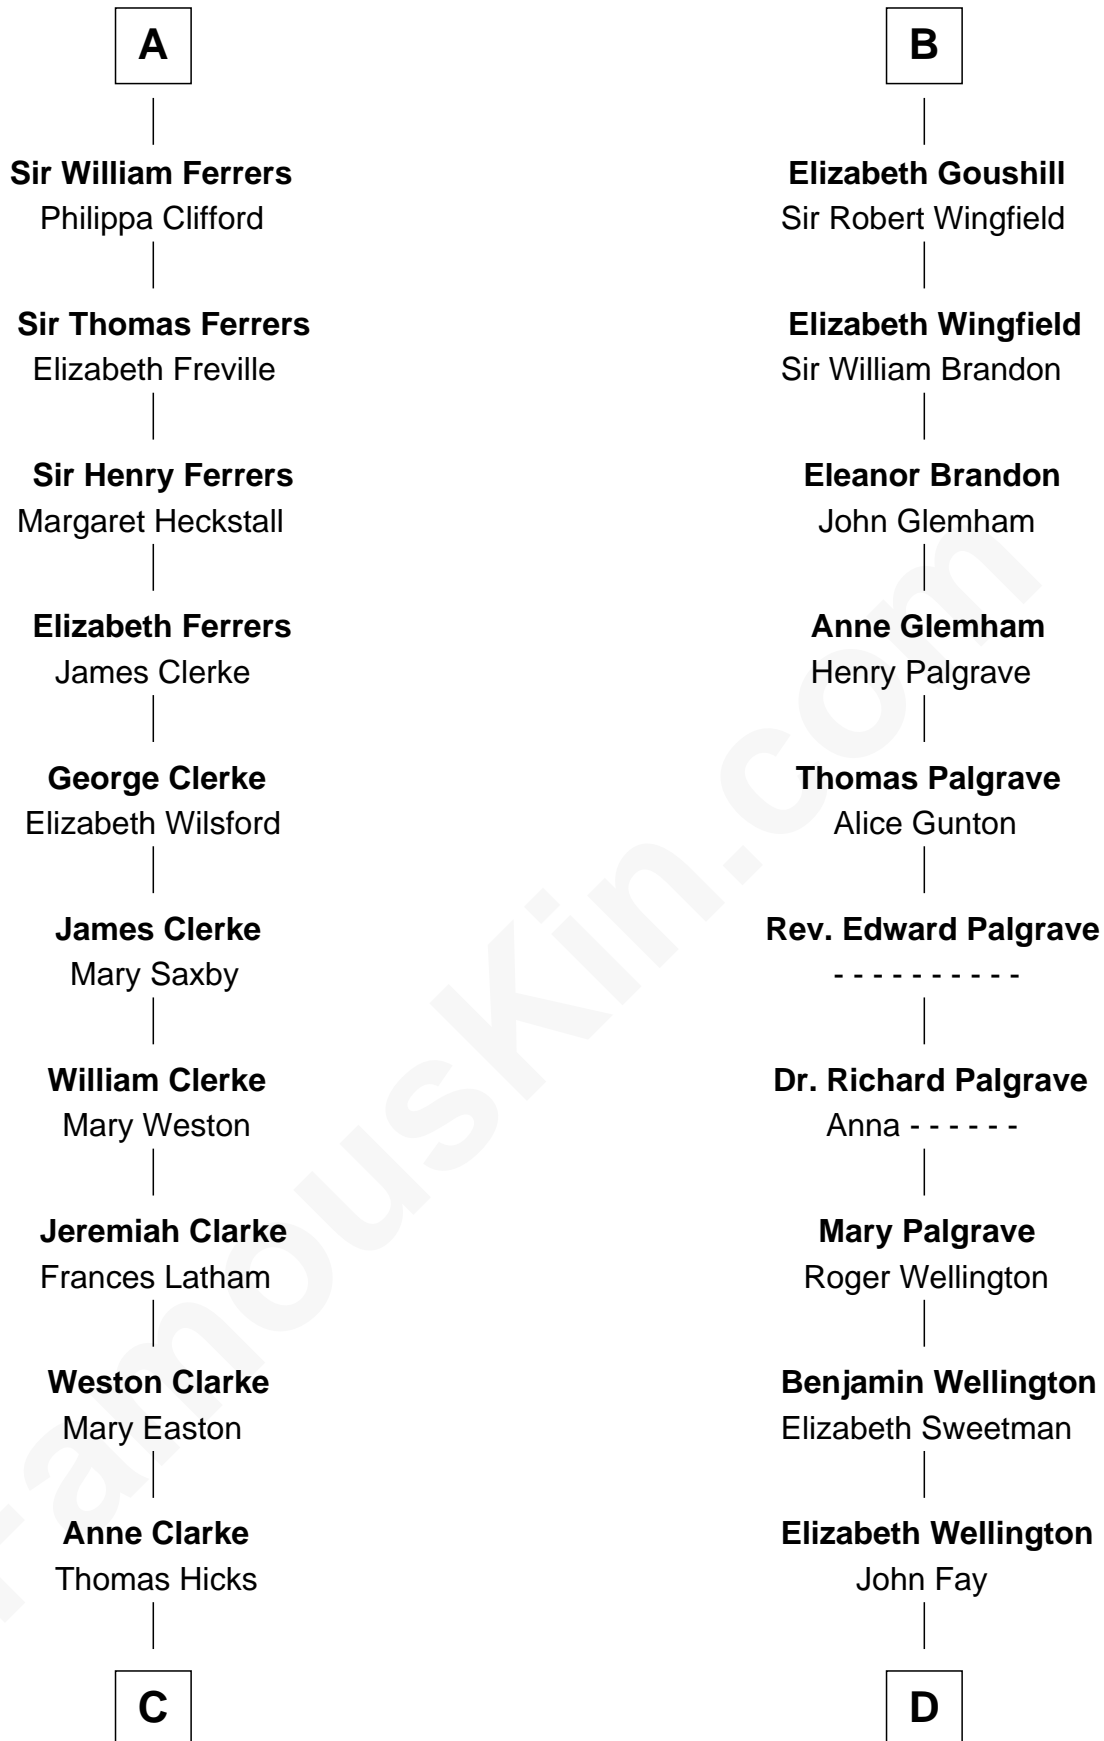 A
Sir William Ferrers
Philippa Clifford
Sir Thomas Ferrers
Elizabeth Freville
Sir Henry Ferrers
Margaret Heckstall
Elizabeth Ferrers
James Clerke
George Clerke
Elizabeth Wilsford
James Clerke
Mary Saxby
William Clerke
Mary Weston
Jeremiah Clarke
Frances Latham
Weston Clarke
Mary Easton
Anne Clarke
Thomas Hicks
C
B
Elizabeth Goushill
Sir Robert Wingfield
Elizabeth Wingfield
Sir William Brandon
Eleanor Brandon
John Glemham
Anne Glemham
Henry Palgrave
Thomas Palgrave
Alice Gunton
Rev. Edward Palgrave
- - - - - - - - - -
Dr. Richard Palgrave
Anna - - - - - -
Mary Palgrave
Roger Wellington
Benjamin Wellington
Elizabeth Sweetman
Elizabeth Wellington
John Fay
D
FamousKin.com